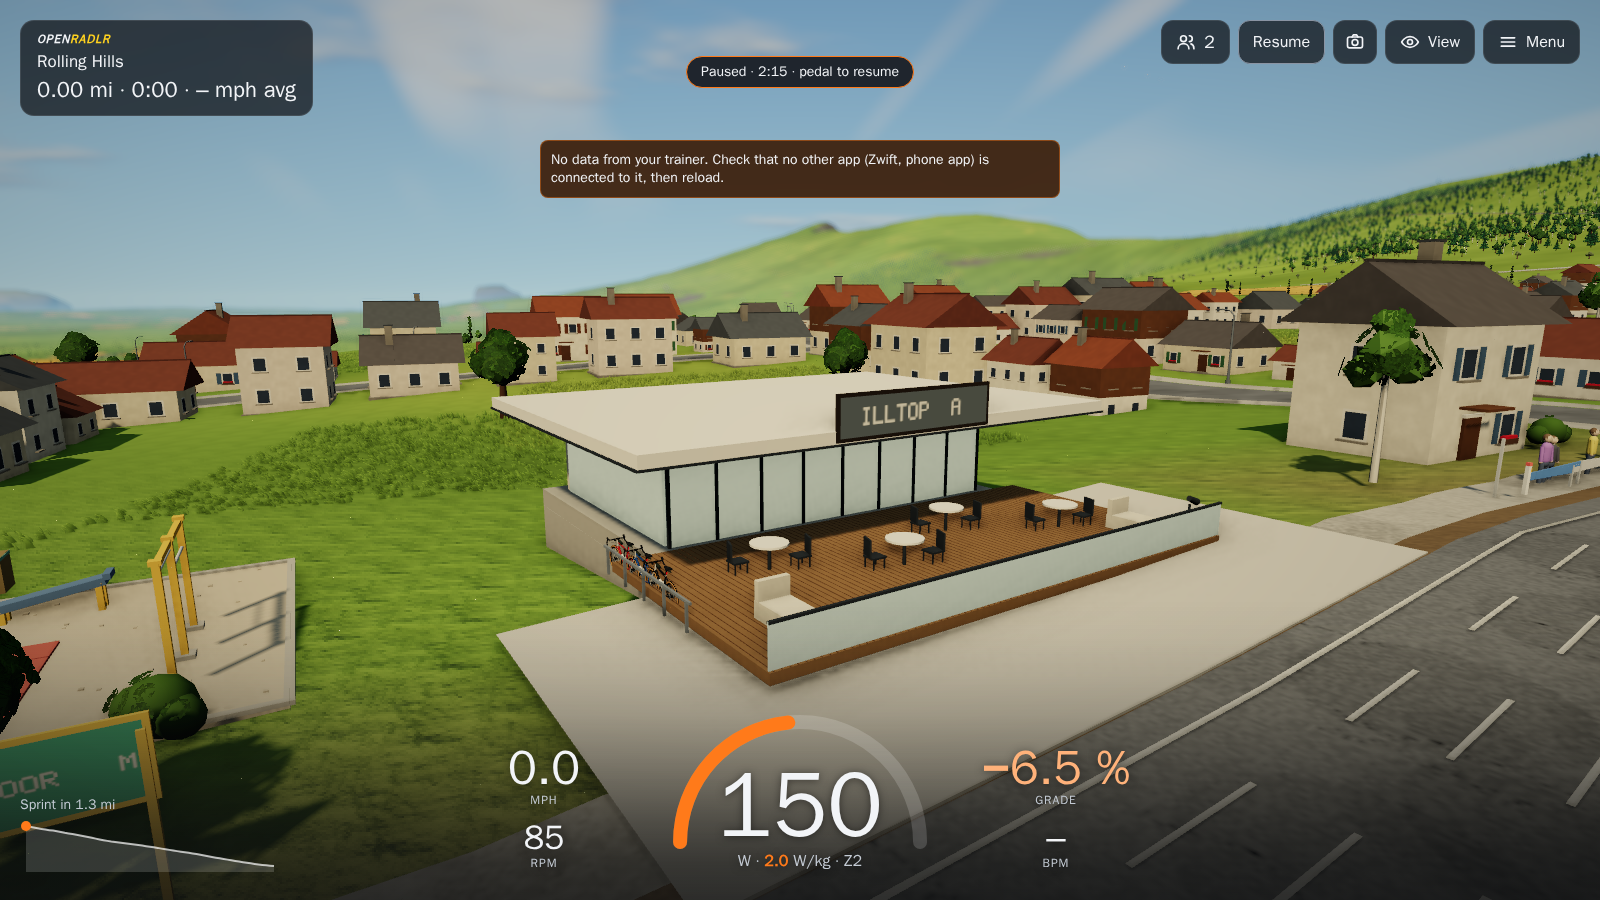 OPENRADLR
Rolling Hills
0.00 mi · 0:00 · – mph avg
Paused · 2:15 · pedal to resume
2
Resume
View
Menu
No data from your trainer. Check that no other app (Zwift, phone app) is
connected to it, then reload.
ILLTOP A
OOR M
Sprint in 1.3 mi
0.0
MPH
85
RPM
150
W · 2.0 W/kg · Z2
–6.5 %
GRADE
–
BPM